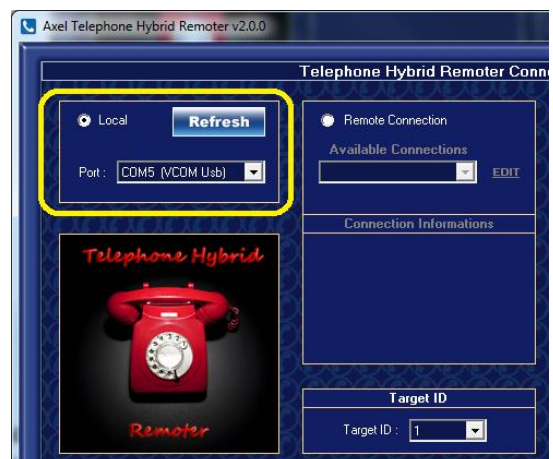 Axel Telephone Hybrid Remoter v2.0.0
Telephone Hybrid Remoter Conn
Local
Refresh
Port :
COM5 (VCOM Usb)
Remote Connection
Available Connections
EDIT
Connection Informations
Telephone Hybrid
Remoter
Target ID
Target ID :
1